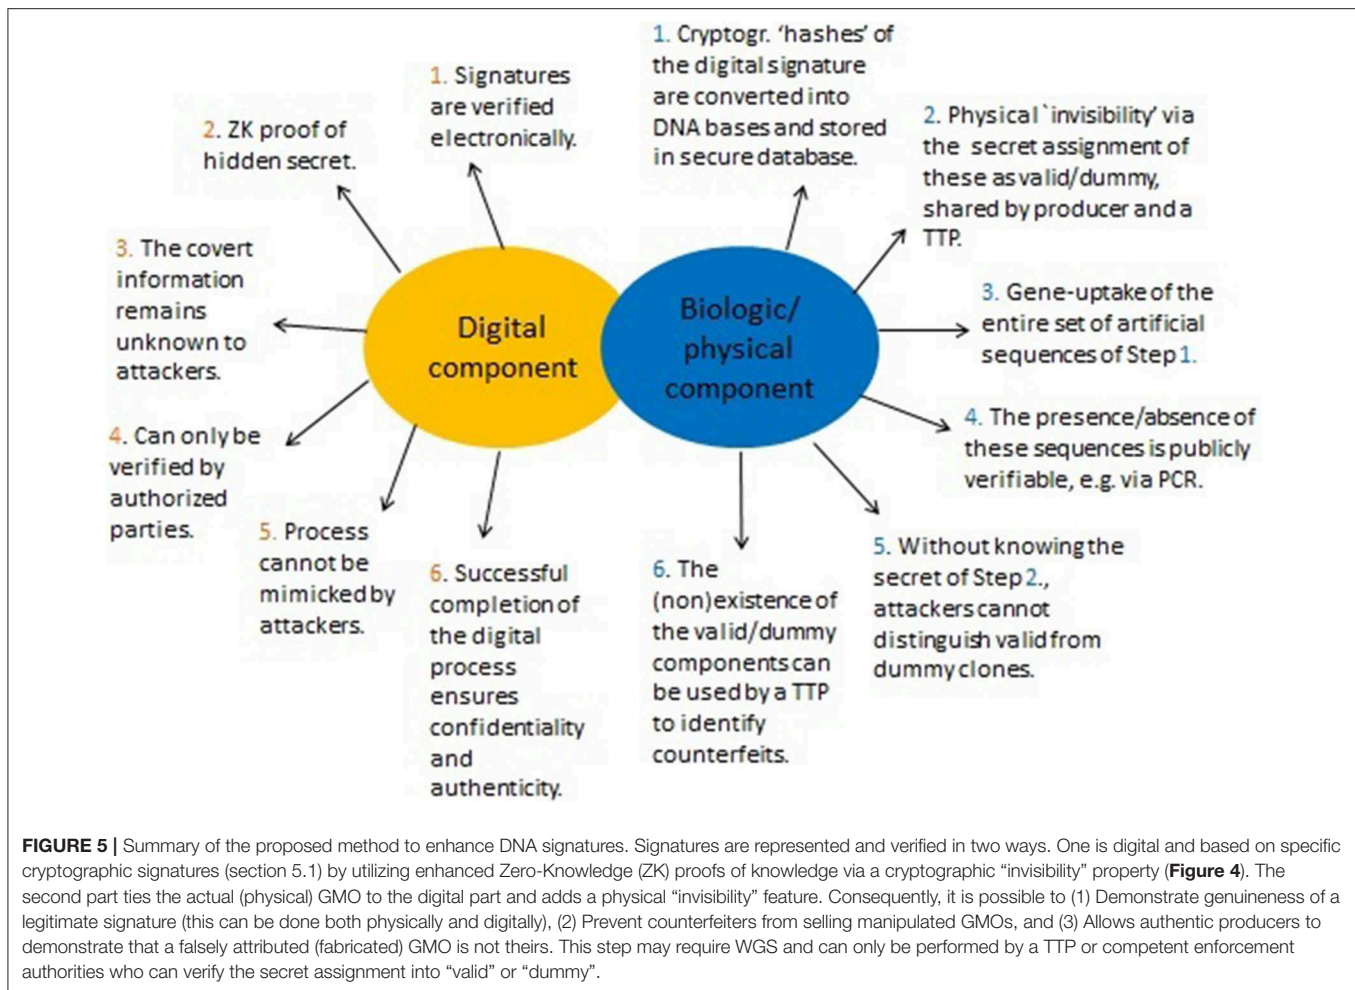 1. Signatures
are verified
electronically.
2. ZK proof of
hidden secret.
3. The covert
information
remains
unknown to
attackers.
4. Can only be
verified by
authorized
parties.
5. Process
cannot be
mimicked by
attackers.
6. Successful
completion of
the digital
process
ensures
confidentiality
and
authenticity.
Digital
component
Biologic/
physical
component
1. Cryptogr. ‘hashes’ of
the digital signature
are converted into
DNA bases and stored
in secure database.
2. Physical `invisibility’ via
the secret assignment of
these as valid/dummy,
shared by producer and a
TTP.
3. Gene-uptake of the
entire set of artificial
sequences of Step 1.
4. The presence/absence of
these sequences is publicly
verifiable, e.g. via PCR.
5. Without knowing the
secret of Step 2.,
attackers cannot
distinguish valid from
dummy clones.
6. The
(non)existence of
the valid/dummy
components can
be used by a TTP
to identify
counterfeits.
FIGURE 5 | Summary of the proposed method to enhance DNA signatures. Signatures are represented and verified in two ways. One is digital and based on specific
cryptographic signatures (section 5.1) by utilizing enhanced Zero-Knowledge (ZK) proofs of knowledge via a cryptographic “invisibility” property (Figure 4). The
second part ties the actual (physical) GMO to the digital part and adds a physical “invisibility” feature. Consequently, it is possible to (1) Demonstrate genuineness of a
legitimate signature (this can be done both physically and digitally), (2) Prevent counterfeiters from selling manipulated GMOs, and (3) Allows authentic producers to
demonstrate that a falsely attributed (fabricated) GMO is not theirs. This step may require WGS and can only be performed by a TTP or competent enforcement
authorities who can verify the secret assignment into “valid” or “dummy”.